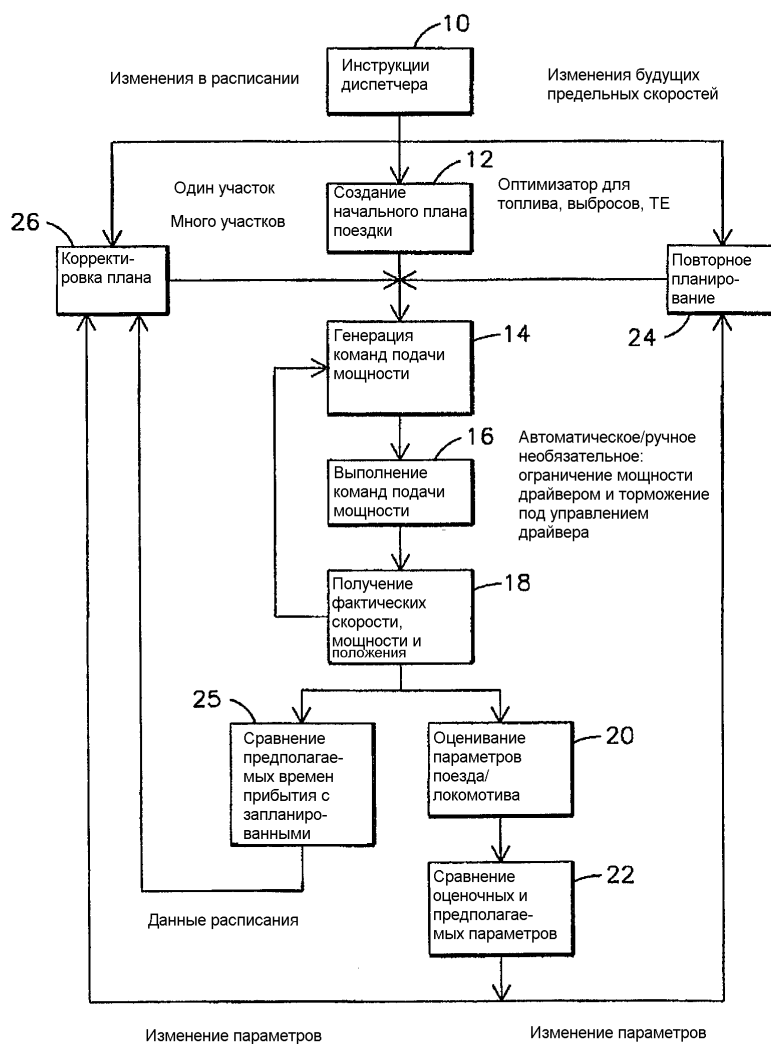 10
Изменения в расписании
Инструкции
диспетчера
Изменения будущих
предельных скоростей
12
Один участок
Много участков
Создание
начального плана
поездки
Оптимизатор для
топлива, выбросов, ТЕ
26
Корректи-
ровка плана
Повторное
планиро-
вание
24
Генерация
команд подачи
мощности
14
16
Выполнение
команд подачи
мощности
Автоматическое/ручное
необязательное:
ограничение мощности
драйвером и торможение
под управлением
драйвера
Получение
фактических
скорости,
мощности и
положения
18
25
Сравнение
предполагае-
мых времен
прибытия с
запланиро-
ванными
Оценивание
параметров
поезда/
локомотива
20
Сравнение
оценочных и
предполагае-
мых параметров
22
Данные расписания
Изменение параметров
Изменение параметров